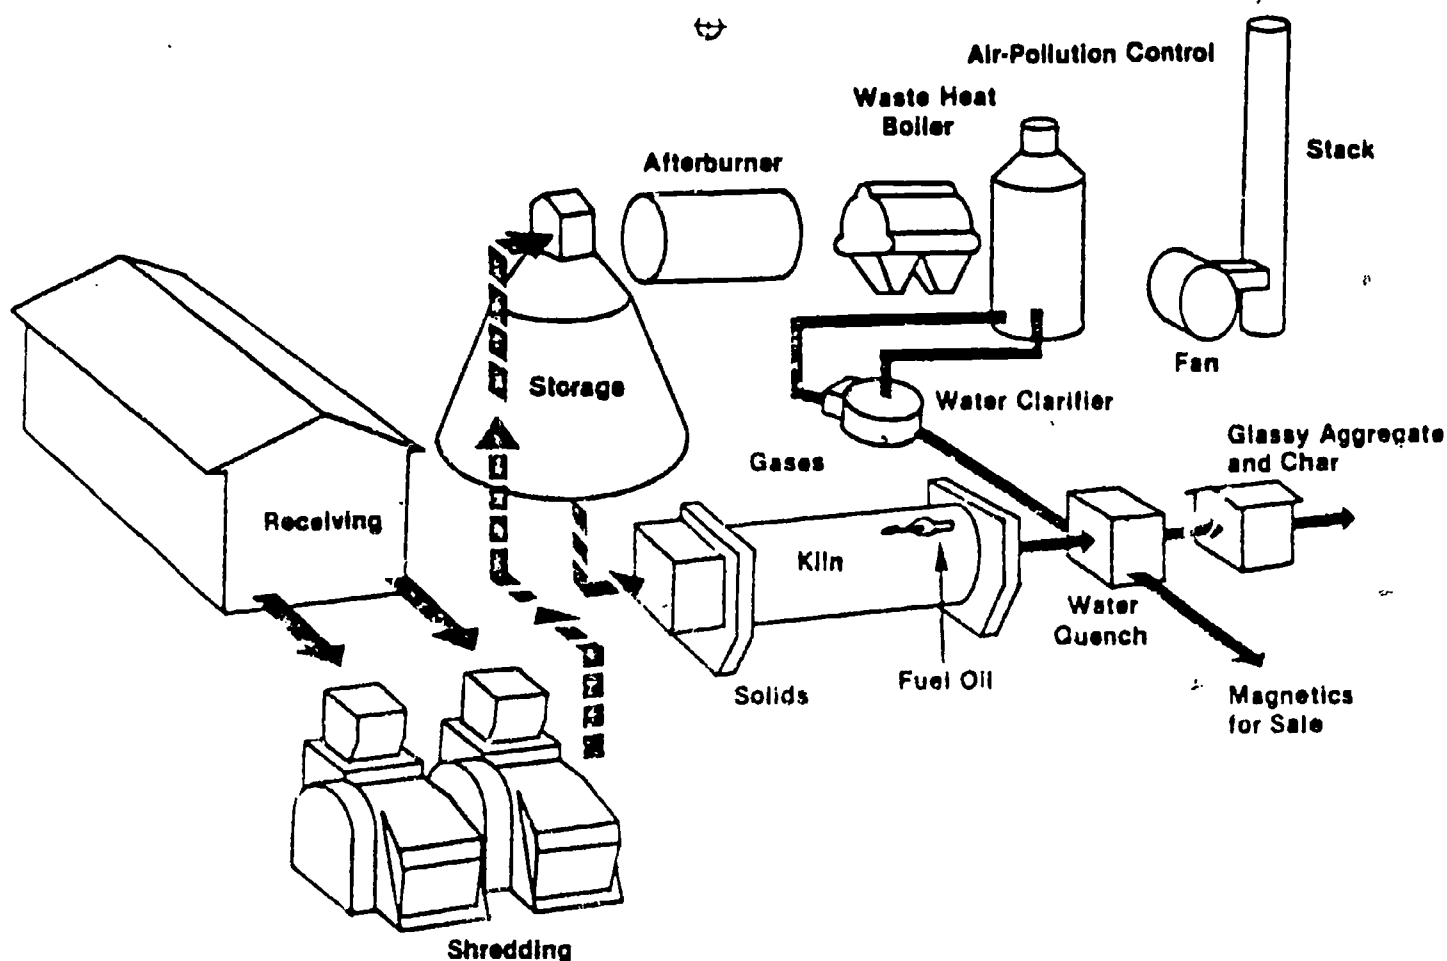 Air-Pollution Control
Waste Heat
Boiler
Stack
Afterburner
Storage
Fan
Water Clarifier
Glassy Aggregate
and Char
Gases
Receiving
Kiln
Water
Quench
Fuel Oil
Solids
Magnetics
for Sale
Shredding